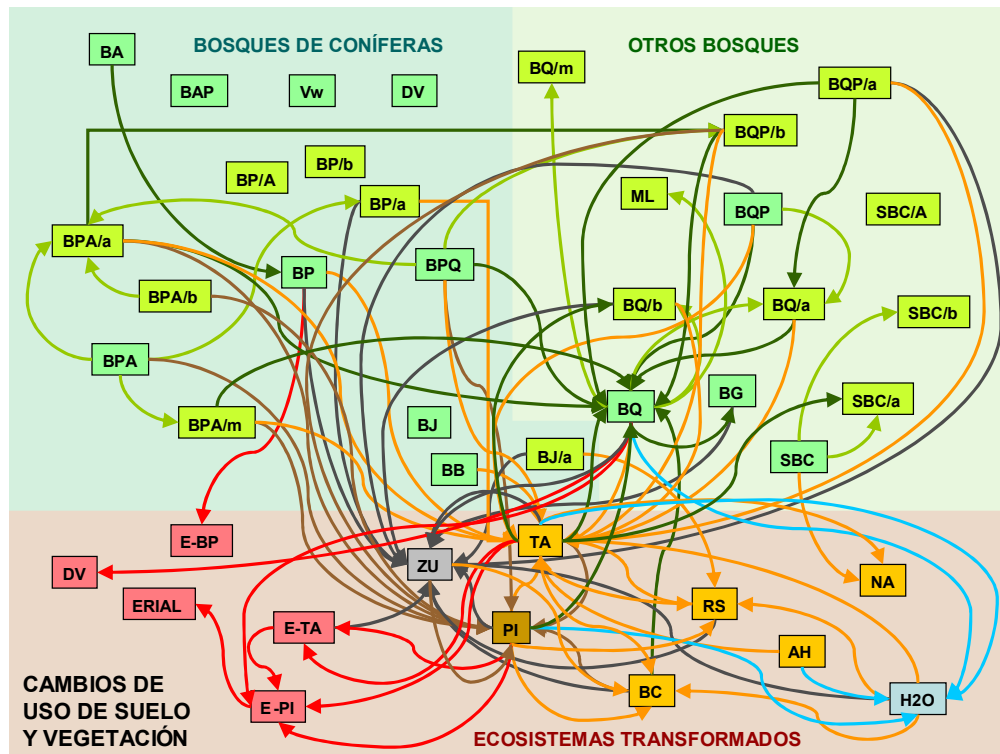 BOSQUES DE CONÍFERAS
OTROS BOSQUES
BA
BQ/m
BAP
Vw
DV
BQP/a
BQP/b
BP/b
BP/A
BP/a
ML
BQP
SBC/A
BPA/a
BP
BPQ
BPA/b
BQ/b
BQ/a
SBC/b
BPA
BG
BQ
SBC/a
BPA/m
BJ
BB
BJ/a
SBC
E-BP
TA
ZU
DV
NA
ERIAL
RS
E-TA
PI
AH
BC
H2O
E-PI
CAMBIOS DE
USO DE SUELO
Y VEGETACIÓN
ECOSISTEMAS TRANSFORMADOS